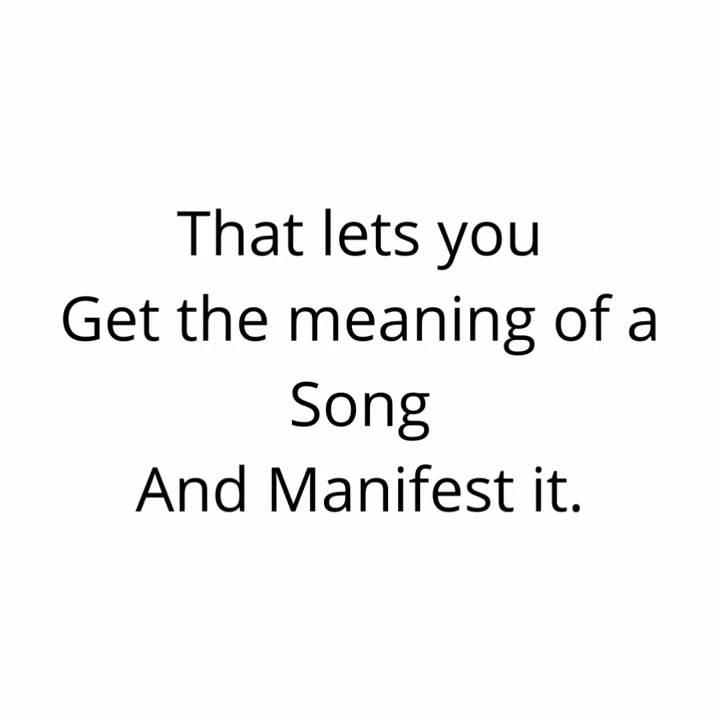 That lets you
Get the meaning of a
Song
And Manifest it.